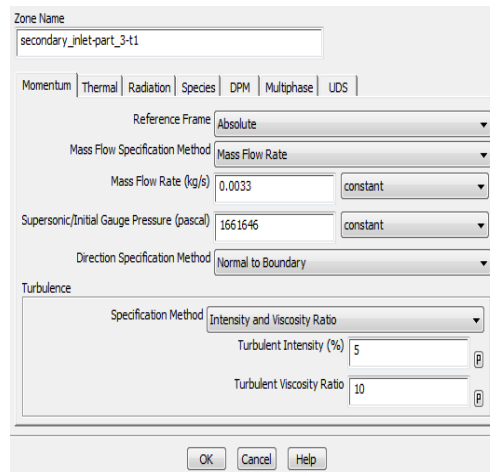 Zone Name
secondary_inlet-part_3-t1
Momentum Thermal Radiation Species DPM Multiphase UDS
Reference Frame Absolute
Mass Flow Specification Method Mass Flow Rate
Mass Flow Rate (kg/s) 0.0033 constant
Supersonic/Initial Gauge Pressure (pascal) 1661646 constant
Direction Specification Method Normal to Boundary
Turbulence
Specification Method Intensity and Viscosity Ratio
Turbulent Intensity (%) 5 P
Turbulent Viscosity Ratio 10 P
OK Cancel Help